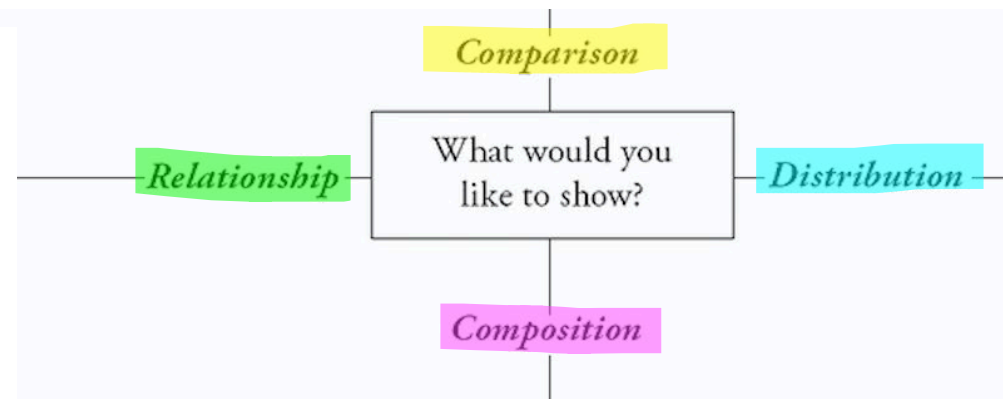 Comparison
What would you
like to show?
Relationship
Distribution
Composition